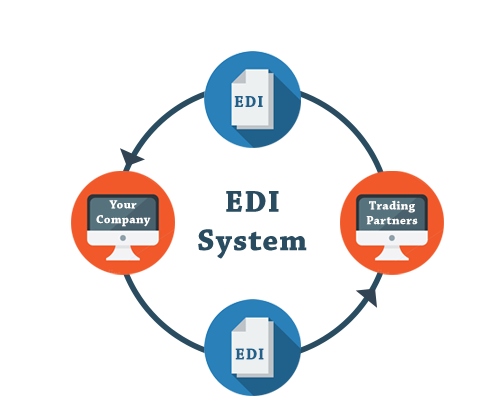 EDI
Your
Company
EDI
System
Trading
Partners
EDI